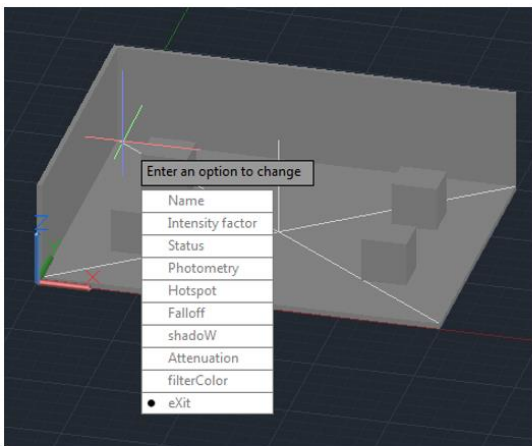 Enter an option to change
Name
Intensity factor
Status
Photometry
Hotspot
Falloff
shadoW
Attenuation
filterColor
eXit
Z
Y
X